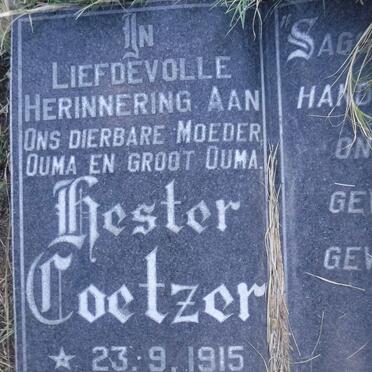 IN
LIEFDEVOLLE
HERINNERING AAN
ONS DIERBARE MOEDER
OUMA EN GROOT OUMA.
Hester
Coetzer
★ 23.9.1915
"SAG
HAND
ON
GE
GEW